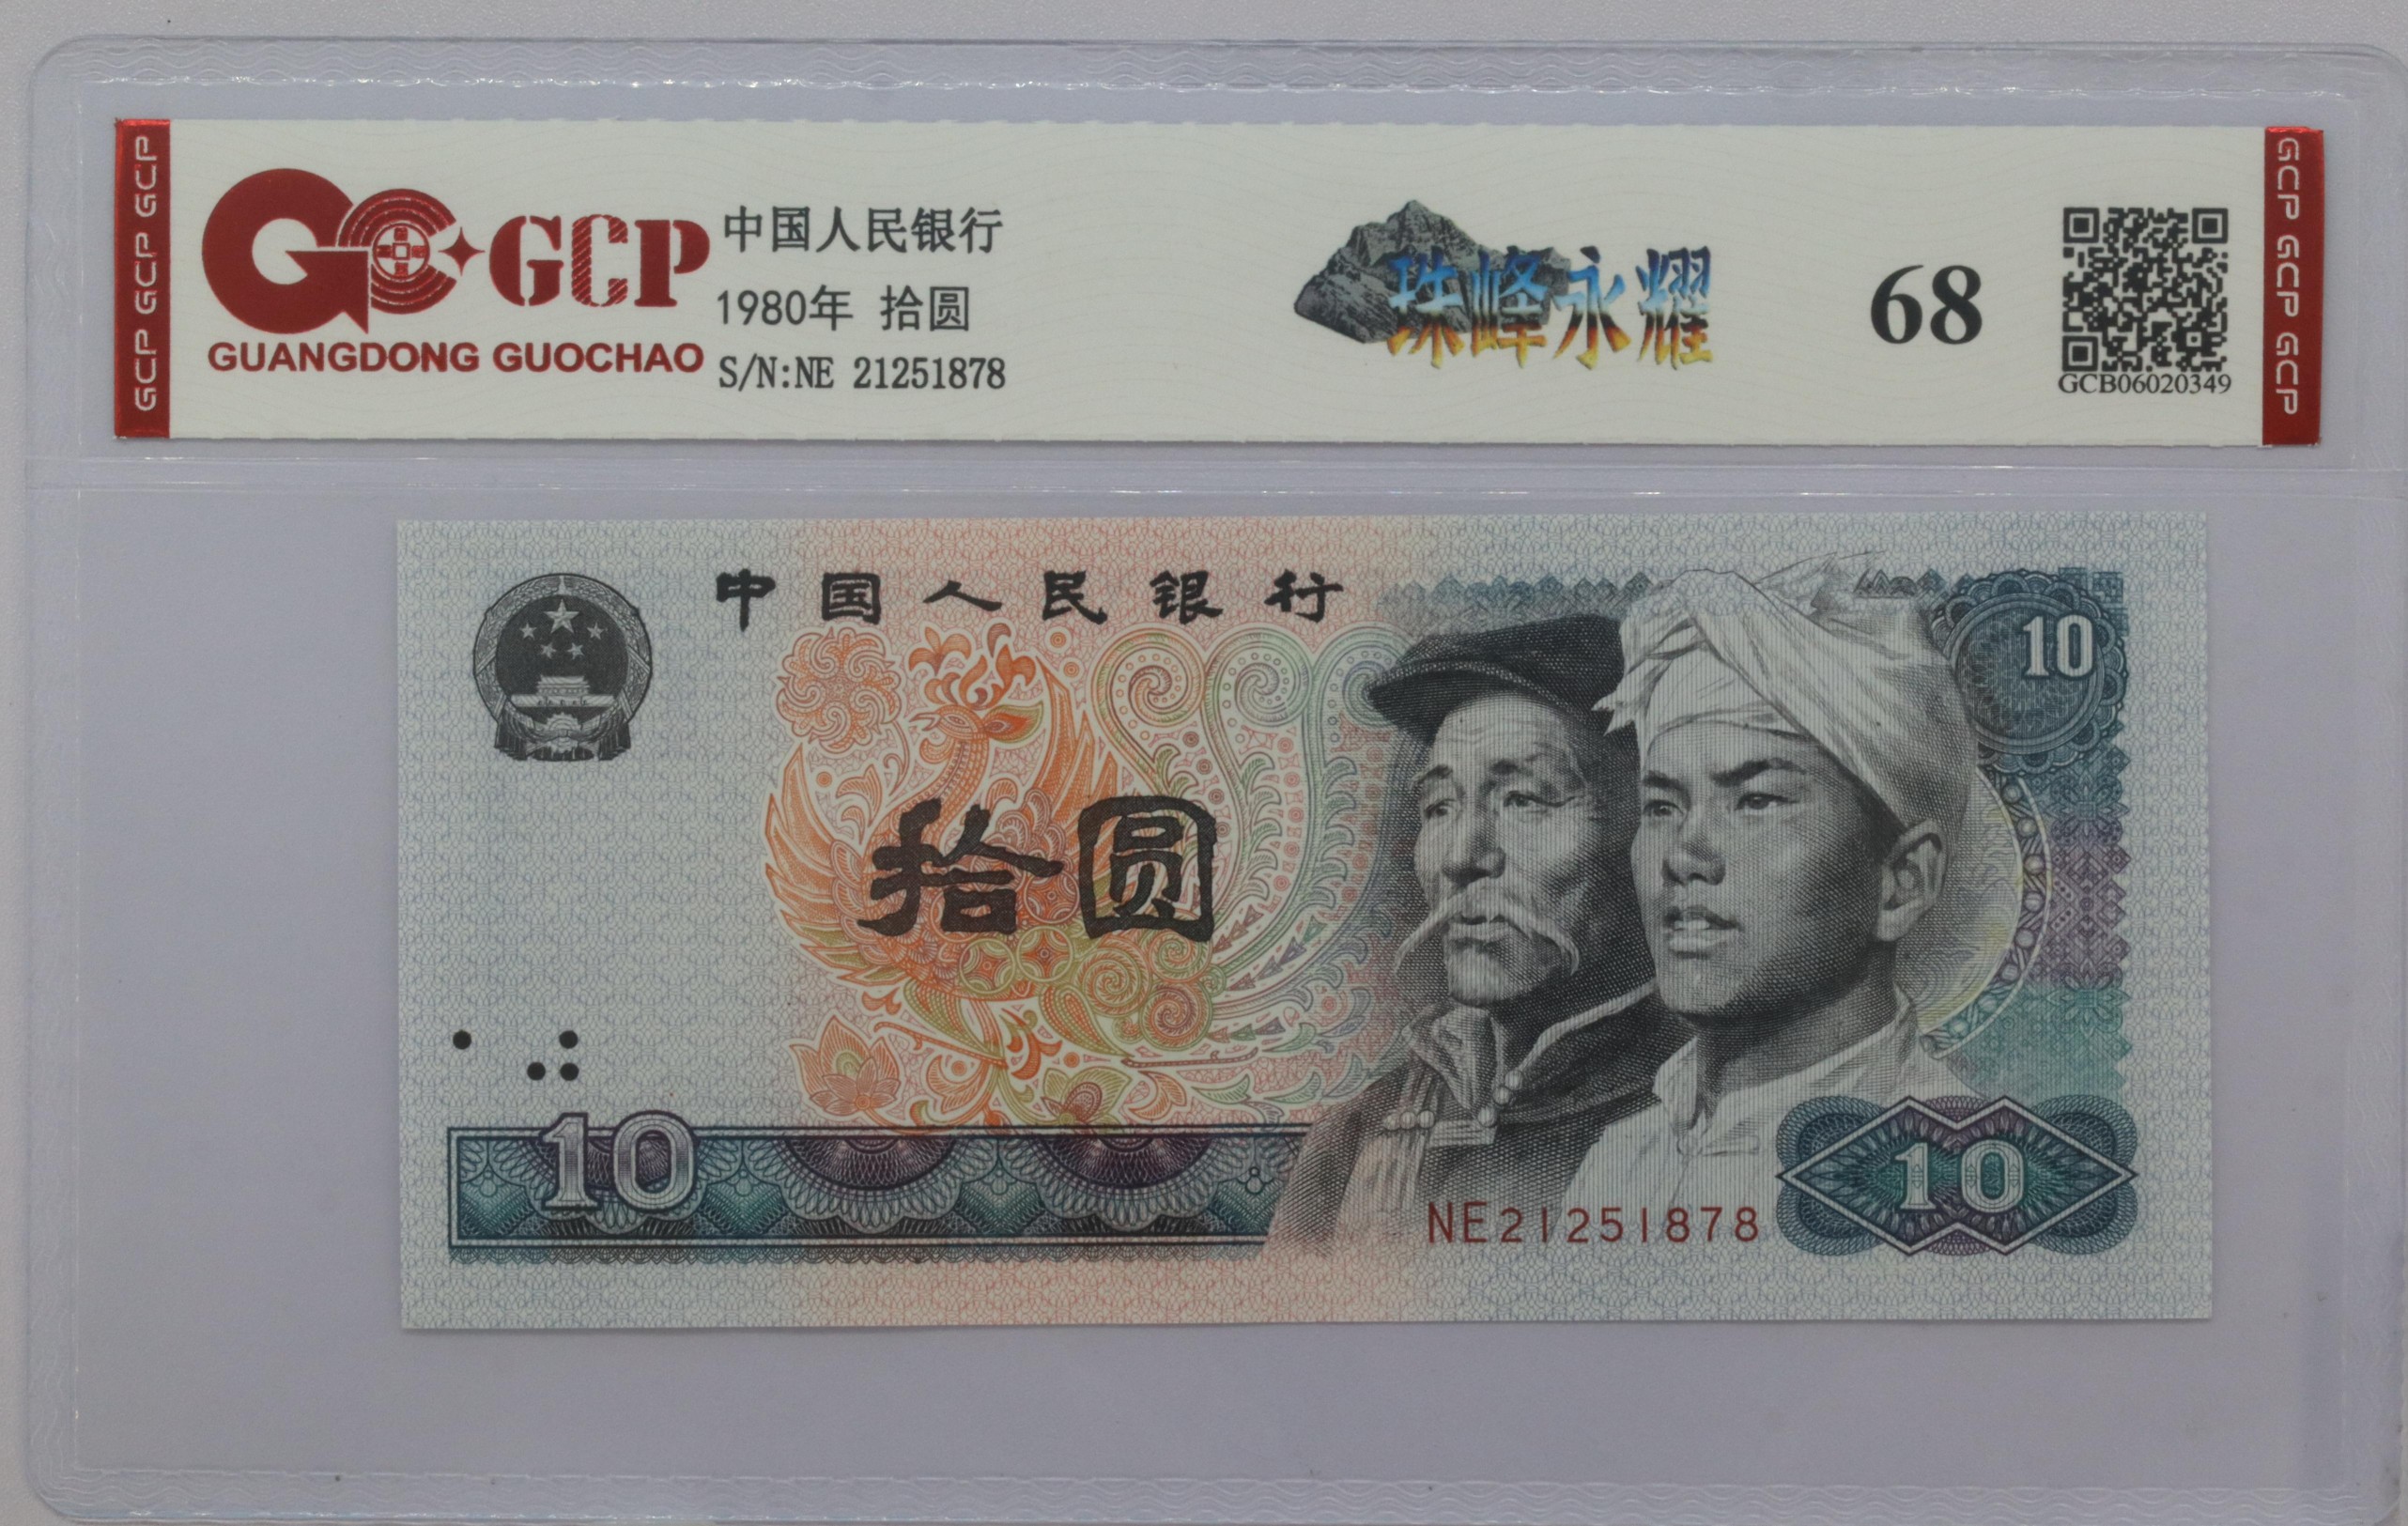 GCP GCP GCP
GCP
GUANGDONG GUOCHAO
中国人民银行
1980年 拾圆
S/N:NE 21251878
珠峰永耀
68
GCB06020349
GCP GCP GCP
中国人民银行
10
拾圆
10
NE21251878
10